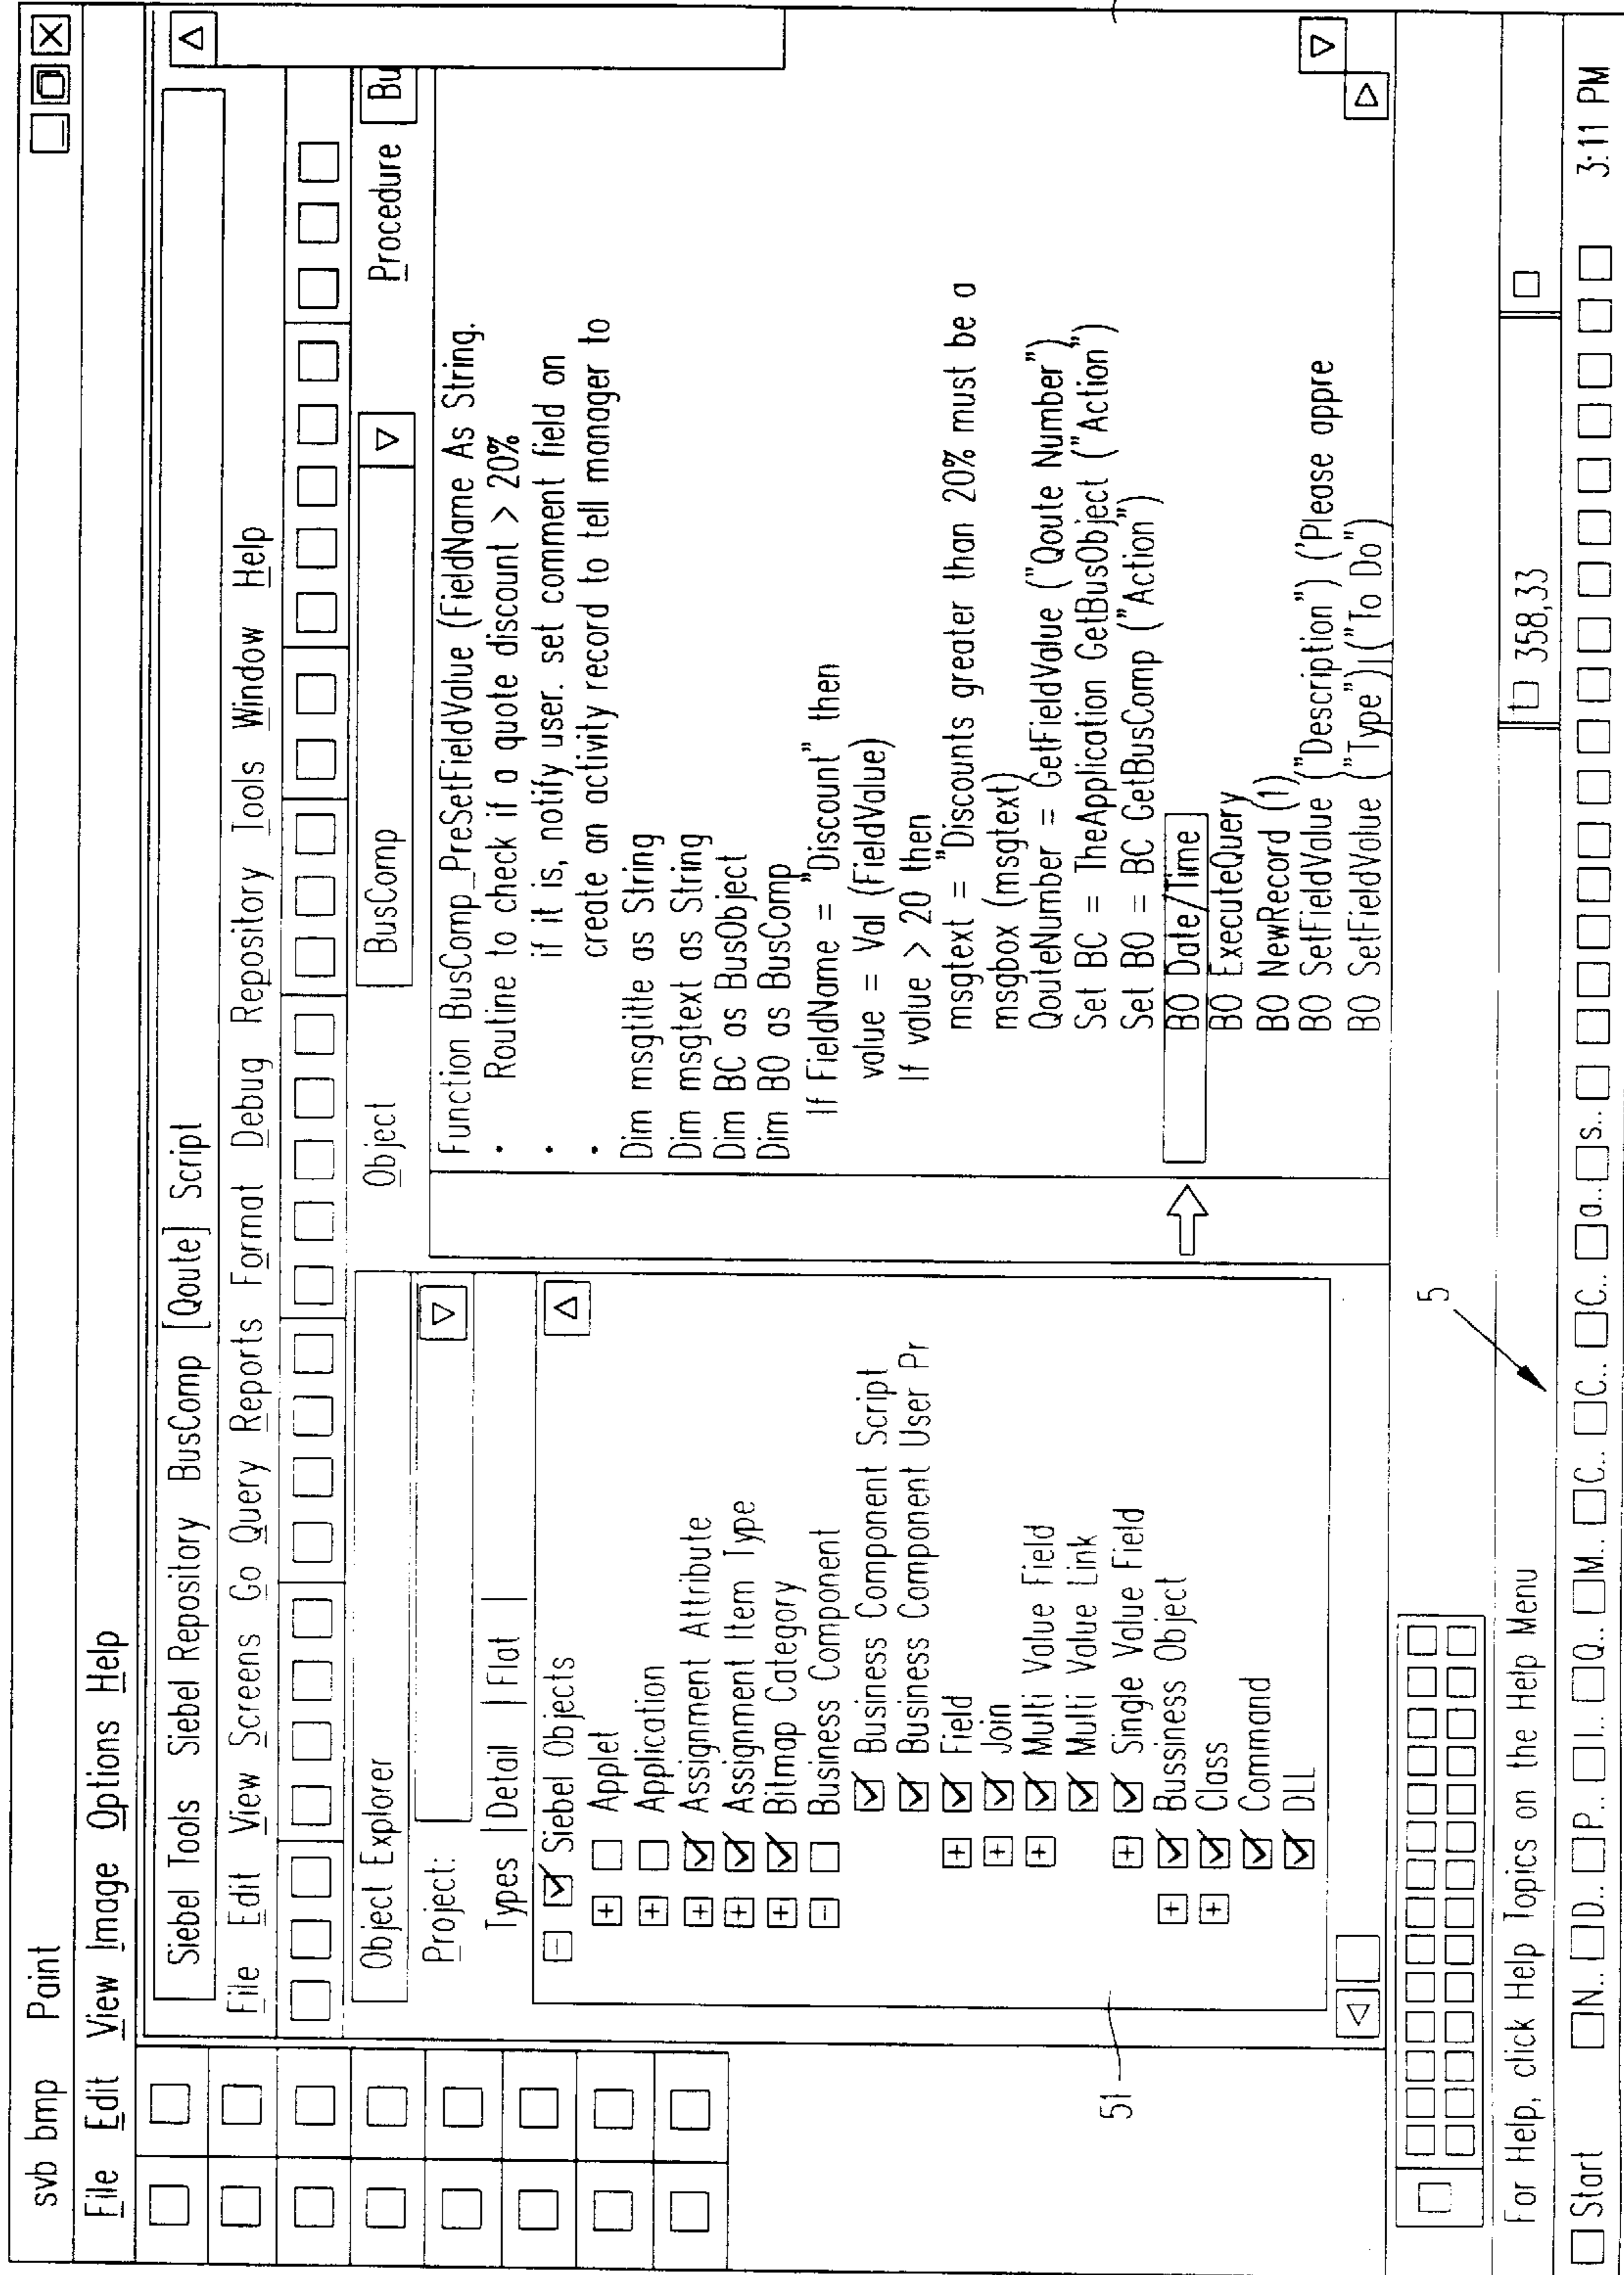 svb bmp Paint
File Edit View Image Options Help
Siebel Tools Siebel Repository Siebel Repository BusComp [Qoute] Script
File Edit View Screens Go Query Reports Format Debug Repository Tools Window Help
Object Explorer
Project:
Types | Detail | Flat |
Siebel Objects
Applet
Application
Assignment Attribute
Assignment Item Type
Bitmap Category
Business Component
Business Component Script
Business Component User Pr
Field
Join
Multi Value Field
Multi Value Link
Single Value Field
Bussiness Object
Class
Command
DLL
51
Object BusComp Procedure Bu
Function BusComp_PreSetFieldValue (FieldName As String.
• Routine to check if a quote discount > 20%
• if it is, notify user. set comment field on
• create an activity record to tell manager to
Dim msgtitle as String
Dim msgtext as String
Dim BC as BusObject
Dim BO as BusComp
If FieldName = "Discount" then
value = Val (FieldValue)
If value > 20 then
msgtext = "Discounts greater than 20% must be a
msgbox (msgtext)
QouteNumber = GetFieldValue ("Qoute Number")
Set BC = TheApplication GetBusObject ("Action")
Set BO = BC GetBusComp ("Action")
BO Date/Time
BO ExecuteQuery
BO NewRecord (1)
BO SetFieldValue ("Description") ('Please appre
BO SetFieldValue ("Type")|("To Do")
For Help, click Help Topics on the Help Menu
358,33
5
Start N.. D.. P.. I.. Q.. M.. C.. C.. C.. a.. s.. 3:11 PM